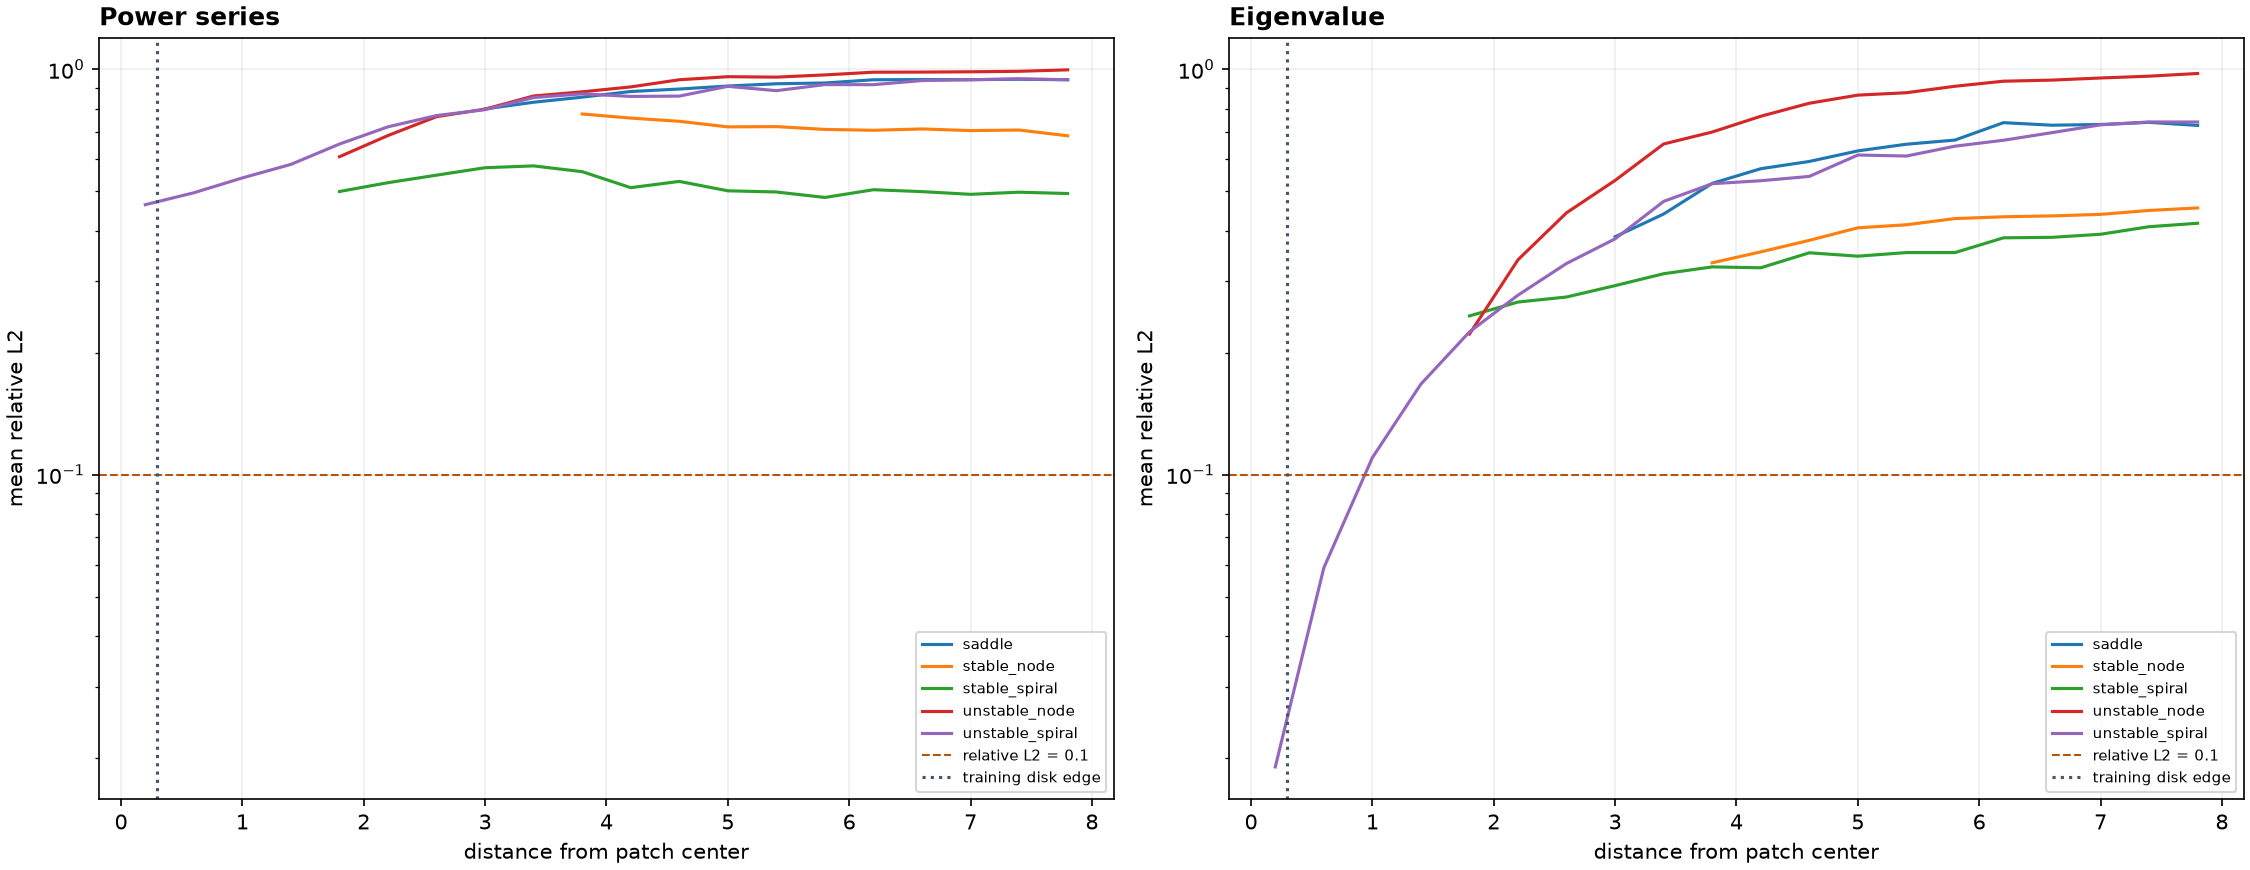 Power series
10⁰
10⁻¹
mean relative L2
saddle
stable_node
stable_spiral
unstable_node
unstable_spiral
relative L2 = 0.1
training disk edge
0 1 2 3 4 5 6 7 8
distance from patch center
Eigenvalue
10⁰
10⁻¹
mean relative L2
saddle
stable_node
stable_spiral
unstable_node
unstable_spiral
relative L2 = 0.1
training disk edge
0 1 2 3 4 5 6 7 8
distance from patch center